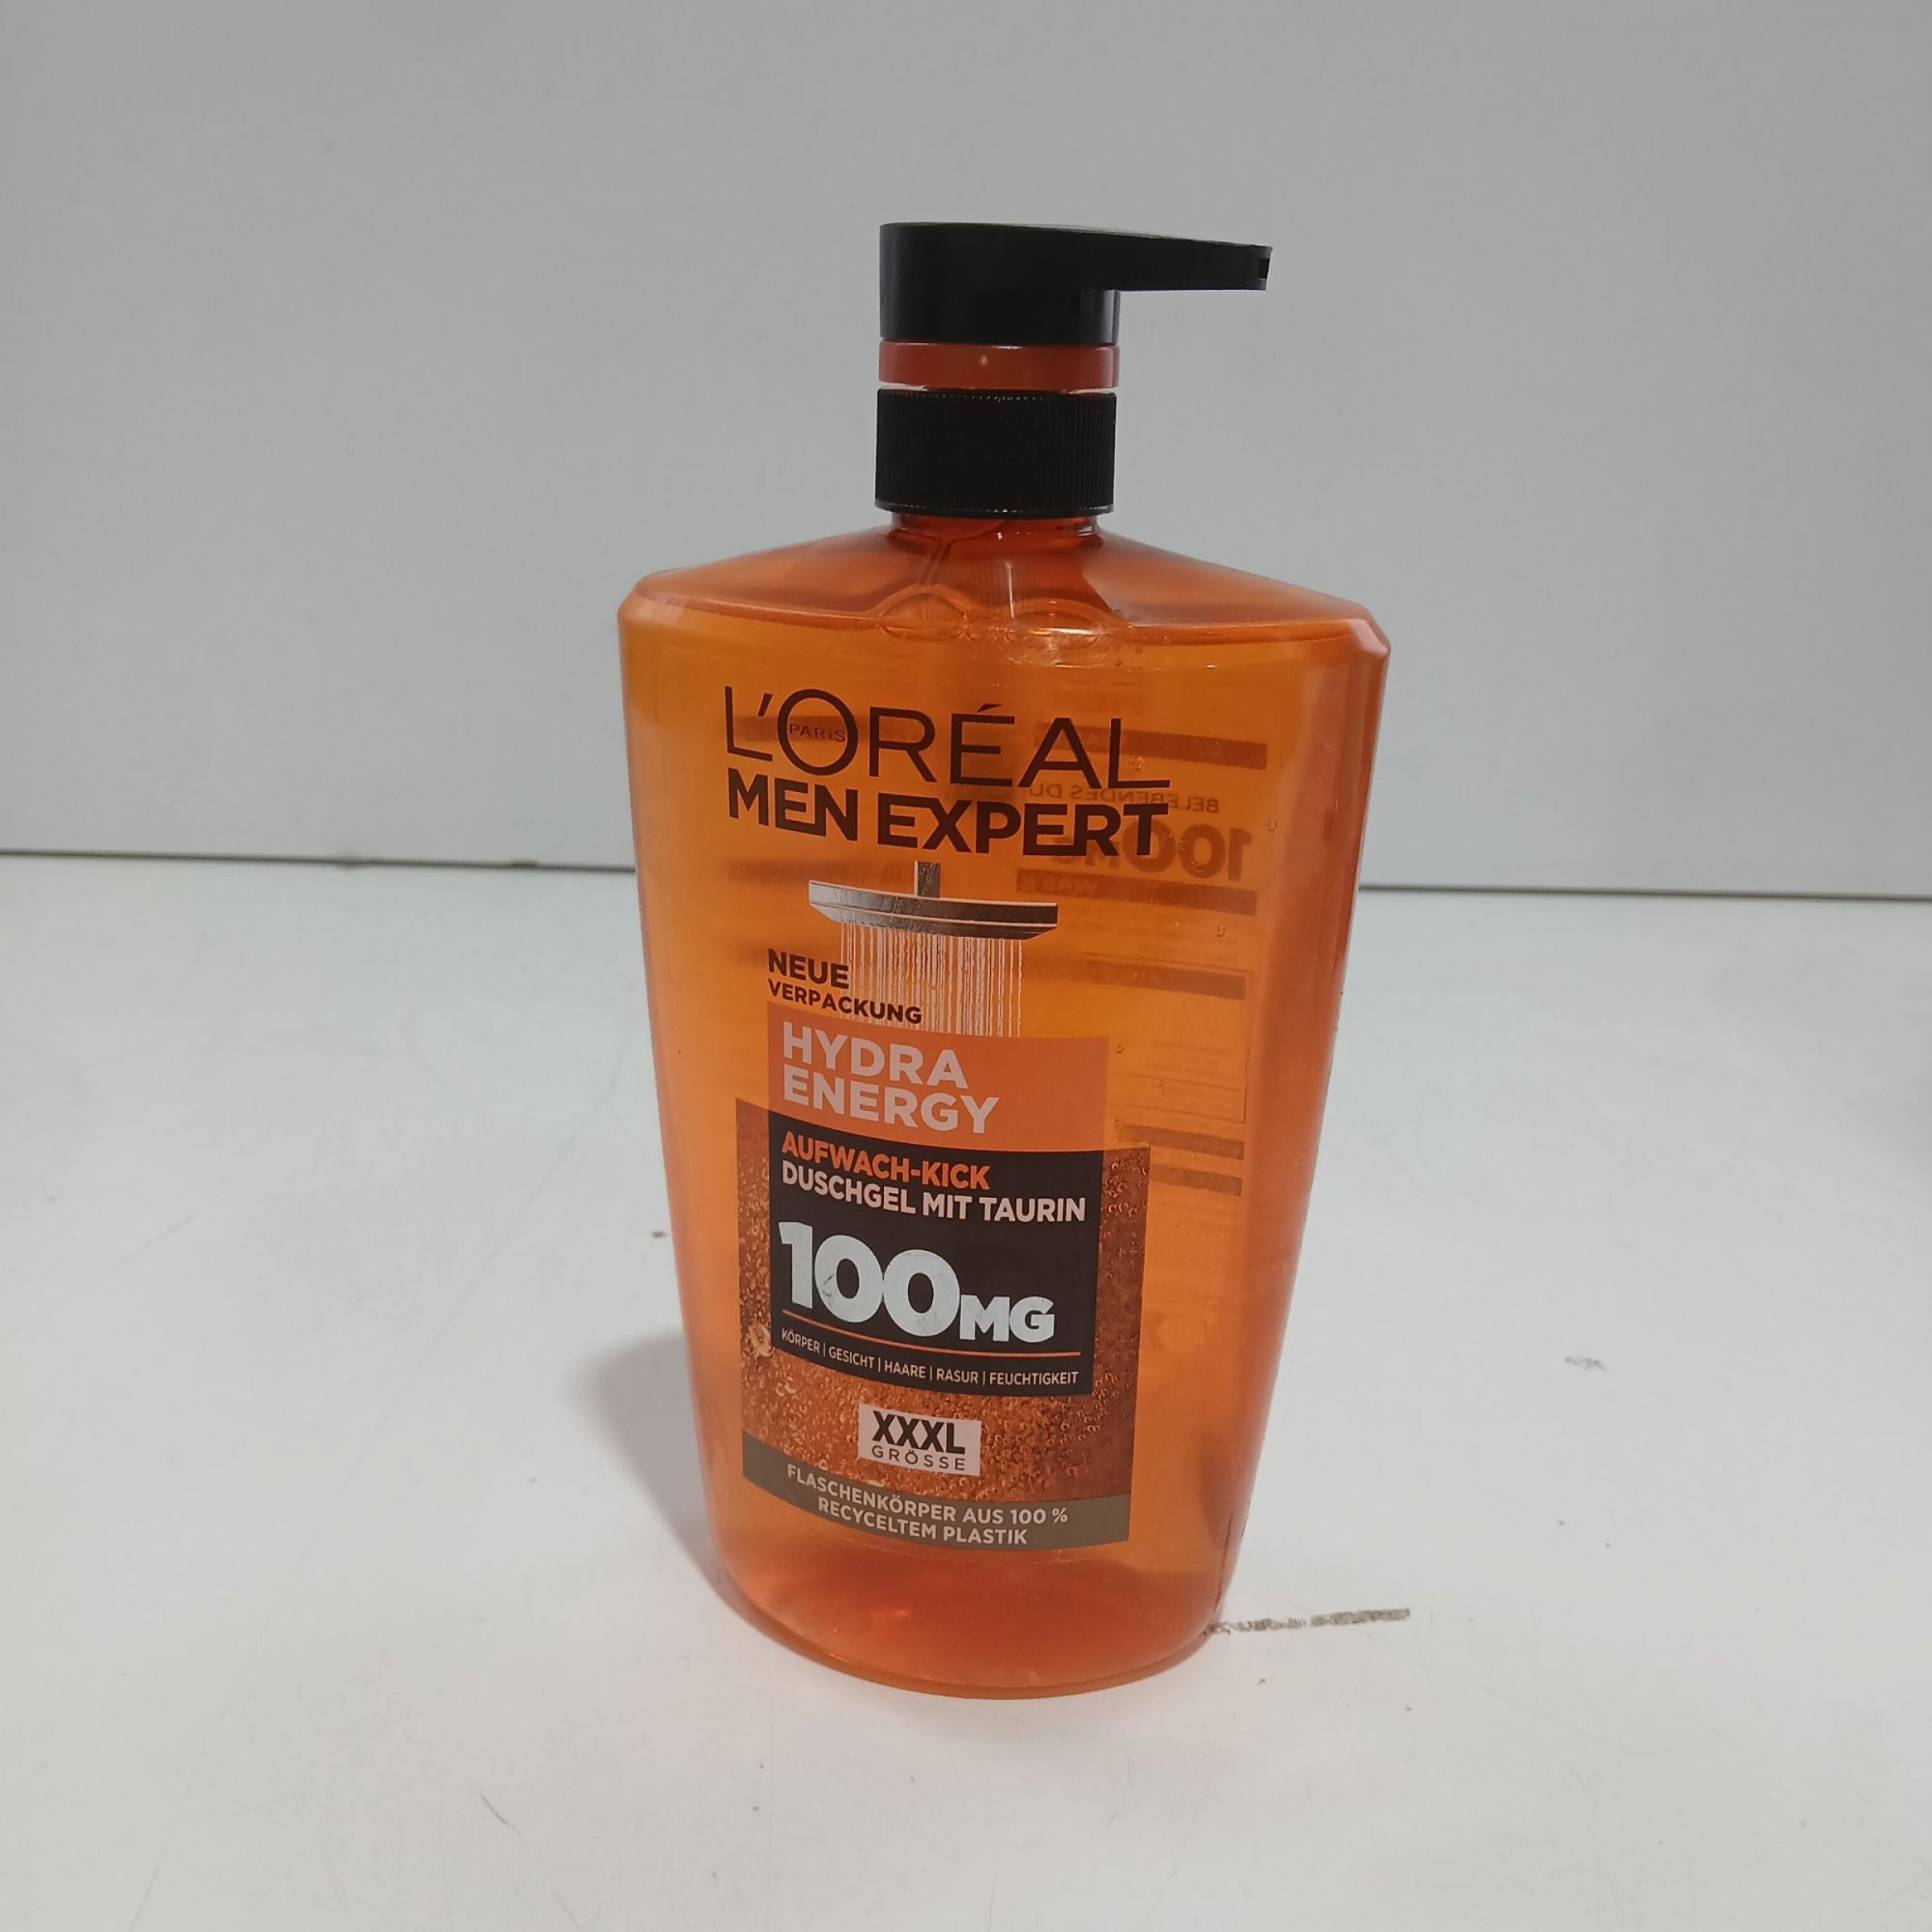 L'ORÉAL
PARIS
MEN EXPERT
NEUE
VERPACKUNG
HYDRA
ENERGY
AUFWACH-KICK
DUSCHGEL MIT TAURIN
100MG
KÖRPER | GESICHT | HAARE | RASUR | FEUCHTIGKEIT
XXXL
GRÖSSE
FLASCHENKÖRPER AUS 100 %
RECYCELTEM PLASTIK